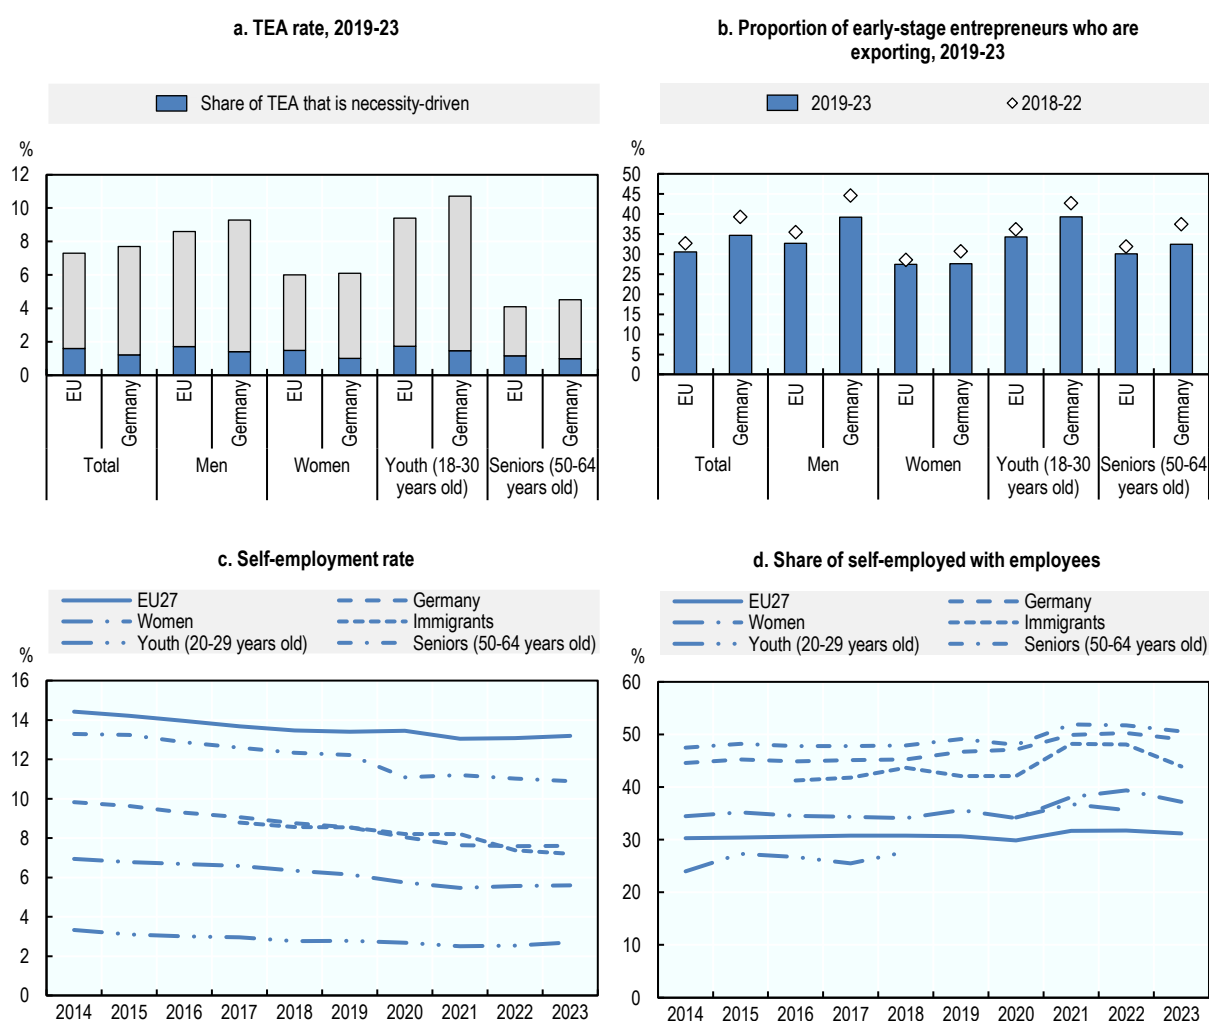 a. TEA rate, 2019-23
Share of TEA that is necessity-driven
%
12
10
8
6
4
2
0
EU
Germany
EU
Germany
EU
Germany
EU
Germany
EU
Germany
Total
Men
Women
Youth (18-30
years old)
Seniors (50-64
years old)
b. Proportion of early-stage entrepreneurs who are
exporting, 2019-23
2019-23
2018-22
%
50
45
40
35
30
25
20
15
10
5
0
EU
Germany
EU
Germany
EU
Germany
EU
Germany
EU
Germany
Total
Men
Women
Youth (18-30
years old)
Seniors (50-64
years old)
c. Self-employment rate
EU27
Germany
Women
Immigrants
Youth (20-29 years old)
Seniors (50-64 years old)
%
16
14
12
10
8
6
4
2
0
2014 2015 2016 2017 2018 2019 2020 2021 2022 2023
d. Share of self-employed with employees
EU27
Germany
Women
Immigrants
Youth (20-29 years old)
Seniors (50-64 years old)
%
60
50
40
30
20
10
0
2014 2015 2016 2017 2018 2019 2020 2021 2022 2023